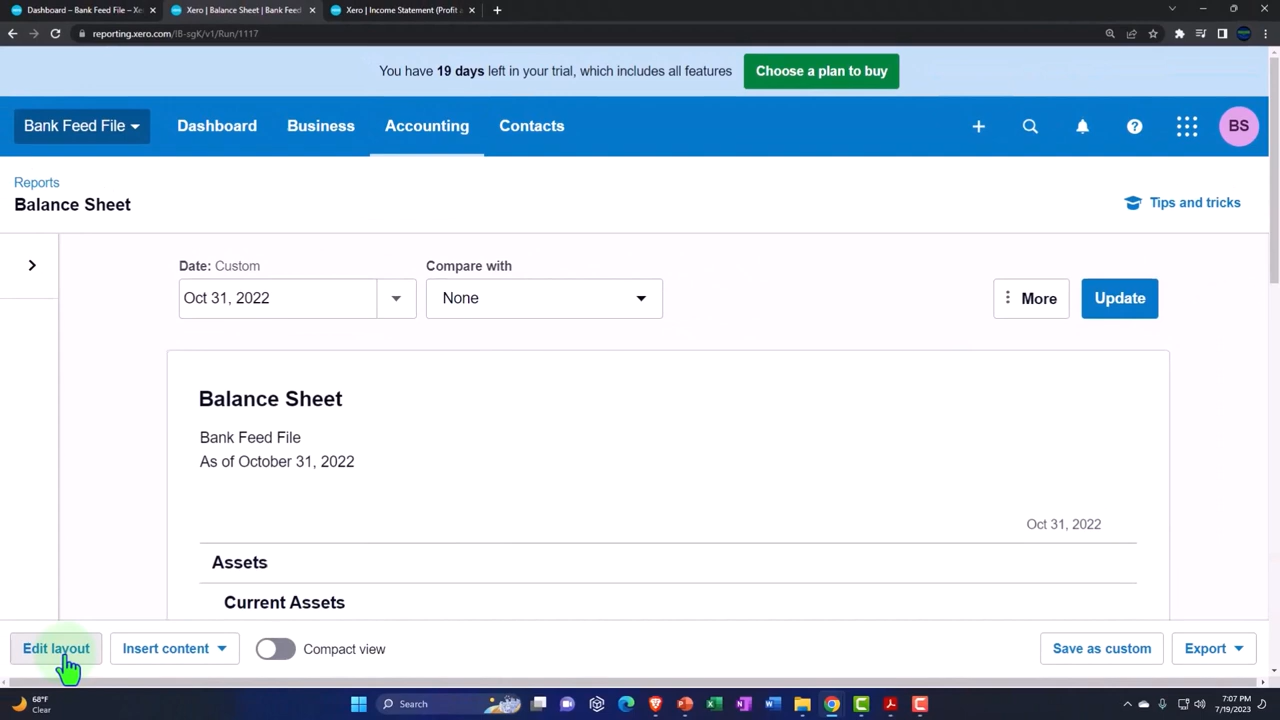 Dashboard – Bank Feed File – Xe
Xero | Balance Sheet | Bank Feed
Xero | Income Statement (Profit a
reporting.xero.com/!B-sgK/v1/Run/1117
You have 19 days left in your trial, which includes all features
Choose a plan to buy
Bank Feed File
Dashboard
Business
Accounting
Contacts
BS
Reports
Balance Sheet
Tips and tricks
Date: Custom
Compare with
Oct 31, 2022
None
More
Update
Balance Sheet
Bank Feed File
As of October 31, 2022
Oct 31, 2022
Assets
Current Assets
Edit layout
Insert content
Compact view
Save as custom
Export
68°F
Clear
Search
7:07 PM
7/19/2023